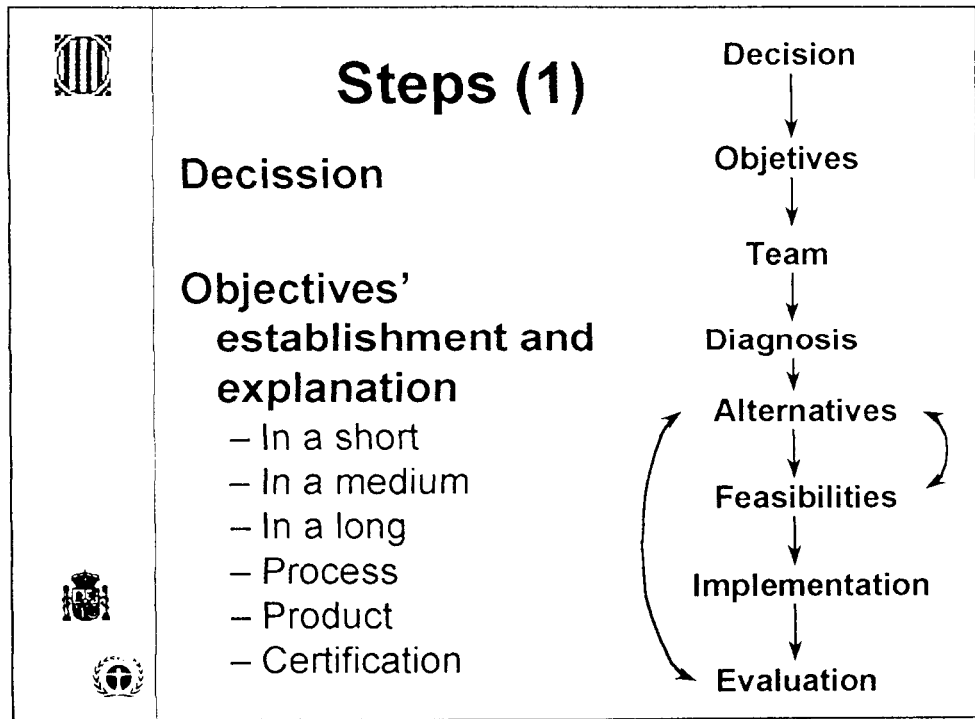 Steps (1)
Decission
Objectives’
establishment and
explanation
– In a short
– In a medium
– In a long
– Process
– Product
– Certification
Decision
Objetives
Team
Diagnosis
Alternatives
Feasibilities
Implementation
Evaluation